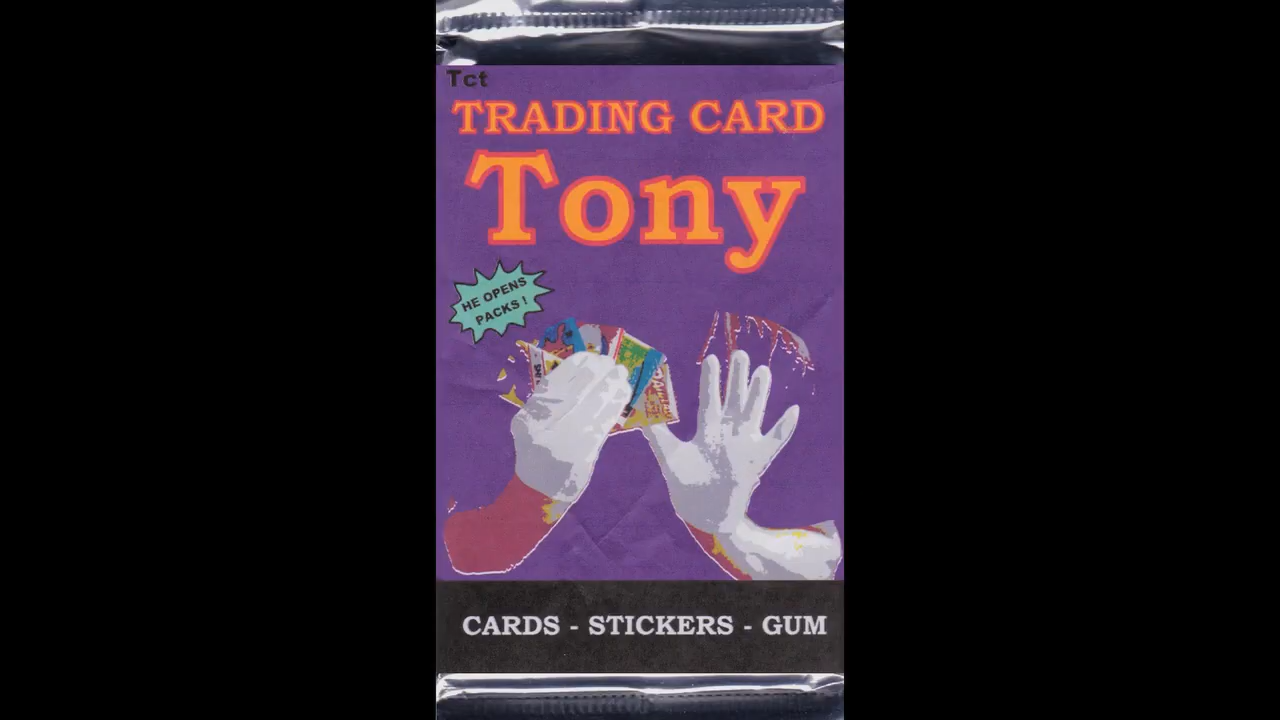 Tct
TRADING CARD
Tony
HE OPENS
PACKS!
CARDS - STICKERS - GUM